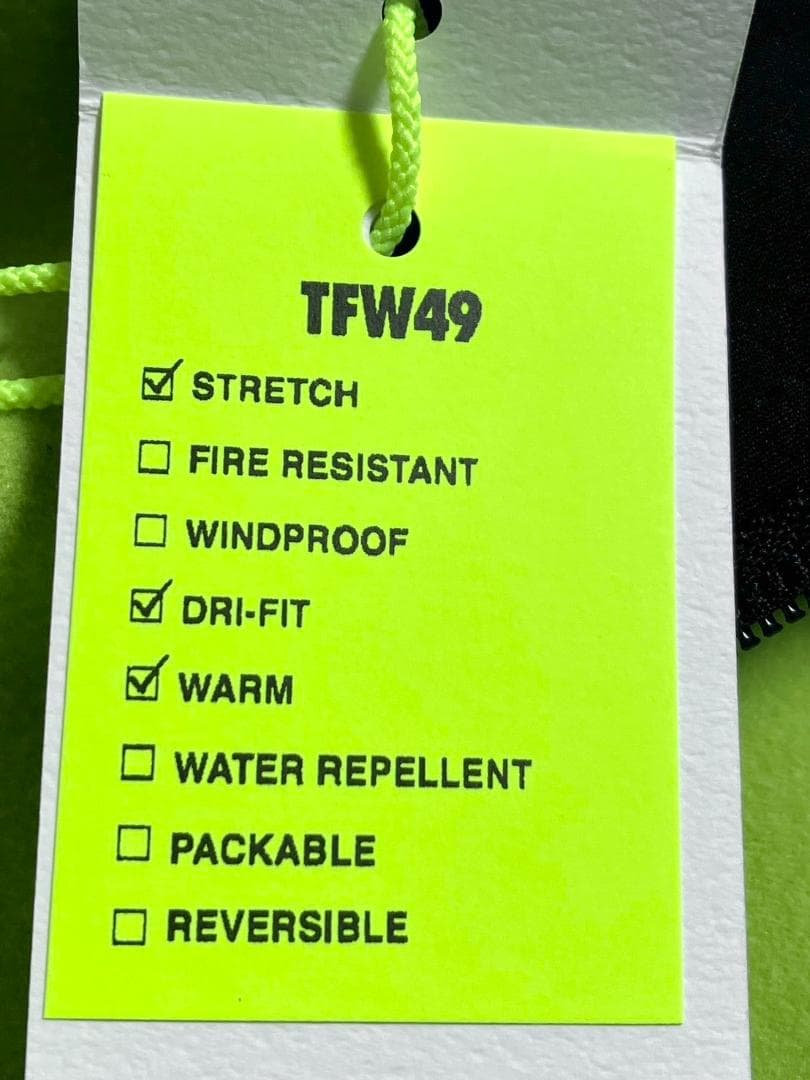 TFW49
☑ STRETCH
☐ FIRE RESISTANT
☐ WINDPROOF
☑ DRI-FIT
☑ WARM
☐ WATER REPELLENT
☐ PACKABLE
☐ REVERSIBLE